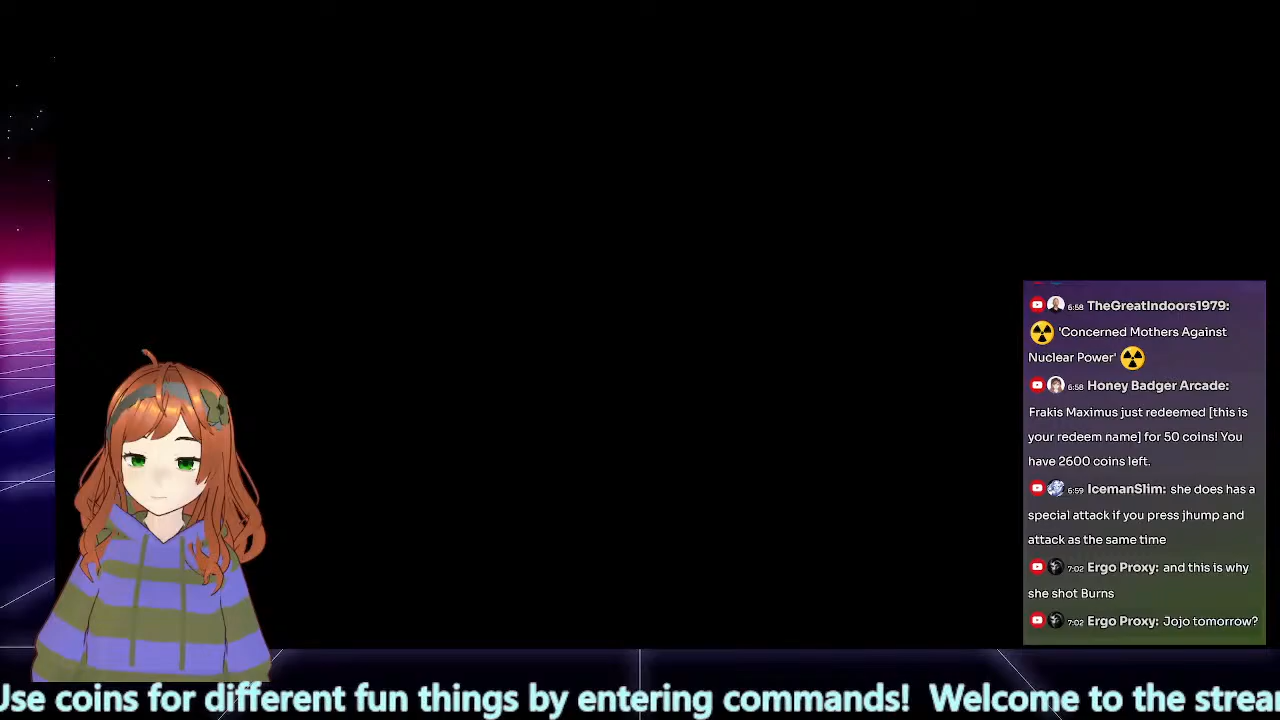 6:58 TheGreatIndoors1979:
'Concerned Mothers Against
Nuclear Power'
6:58 Honey Badger Arcade:
Frakis Maximus just redeemed [this is
your redeem name] for 50 coins! You
have 2600 coins left.
6:59 IcemanSlim: she does has a
special attack if you press jhump and
attack as the same time
7:02 Ergo Proxy: and this is why
she shot Burns
7:02 Ergo Proxy: Jojo tomorrow?
Use coins for different fun things by entering commands! Welcome to the strea